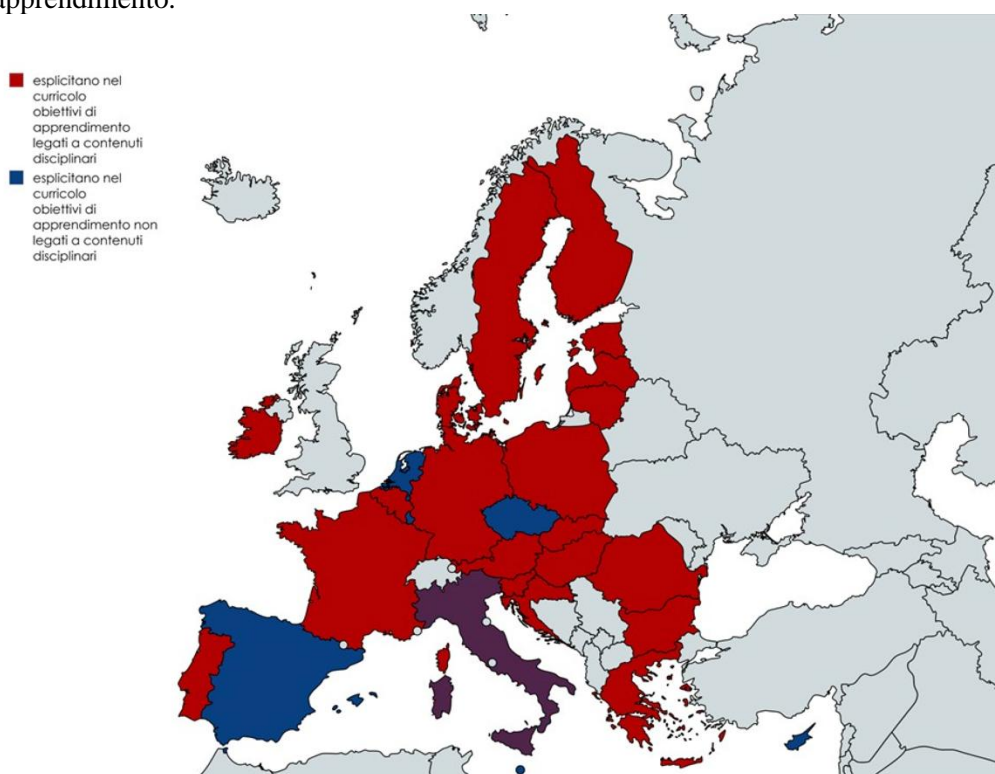 apprendimento.
esplicitano nel
curricolo
obiettivi di
apprendimento
legati a contenuti
disciplinari
esplicitano nel
curricolo
obiettivi di
apprendimento non
legati a contenuti
disciplinari